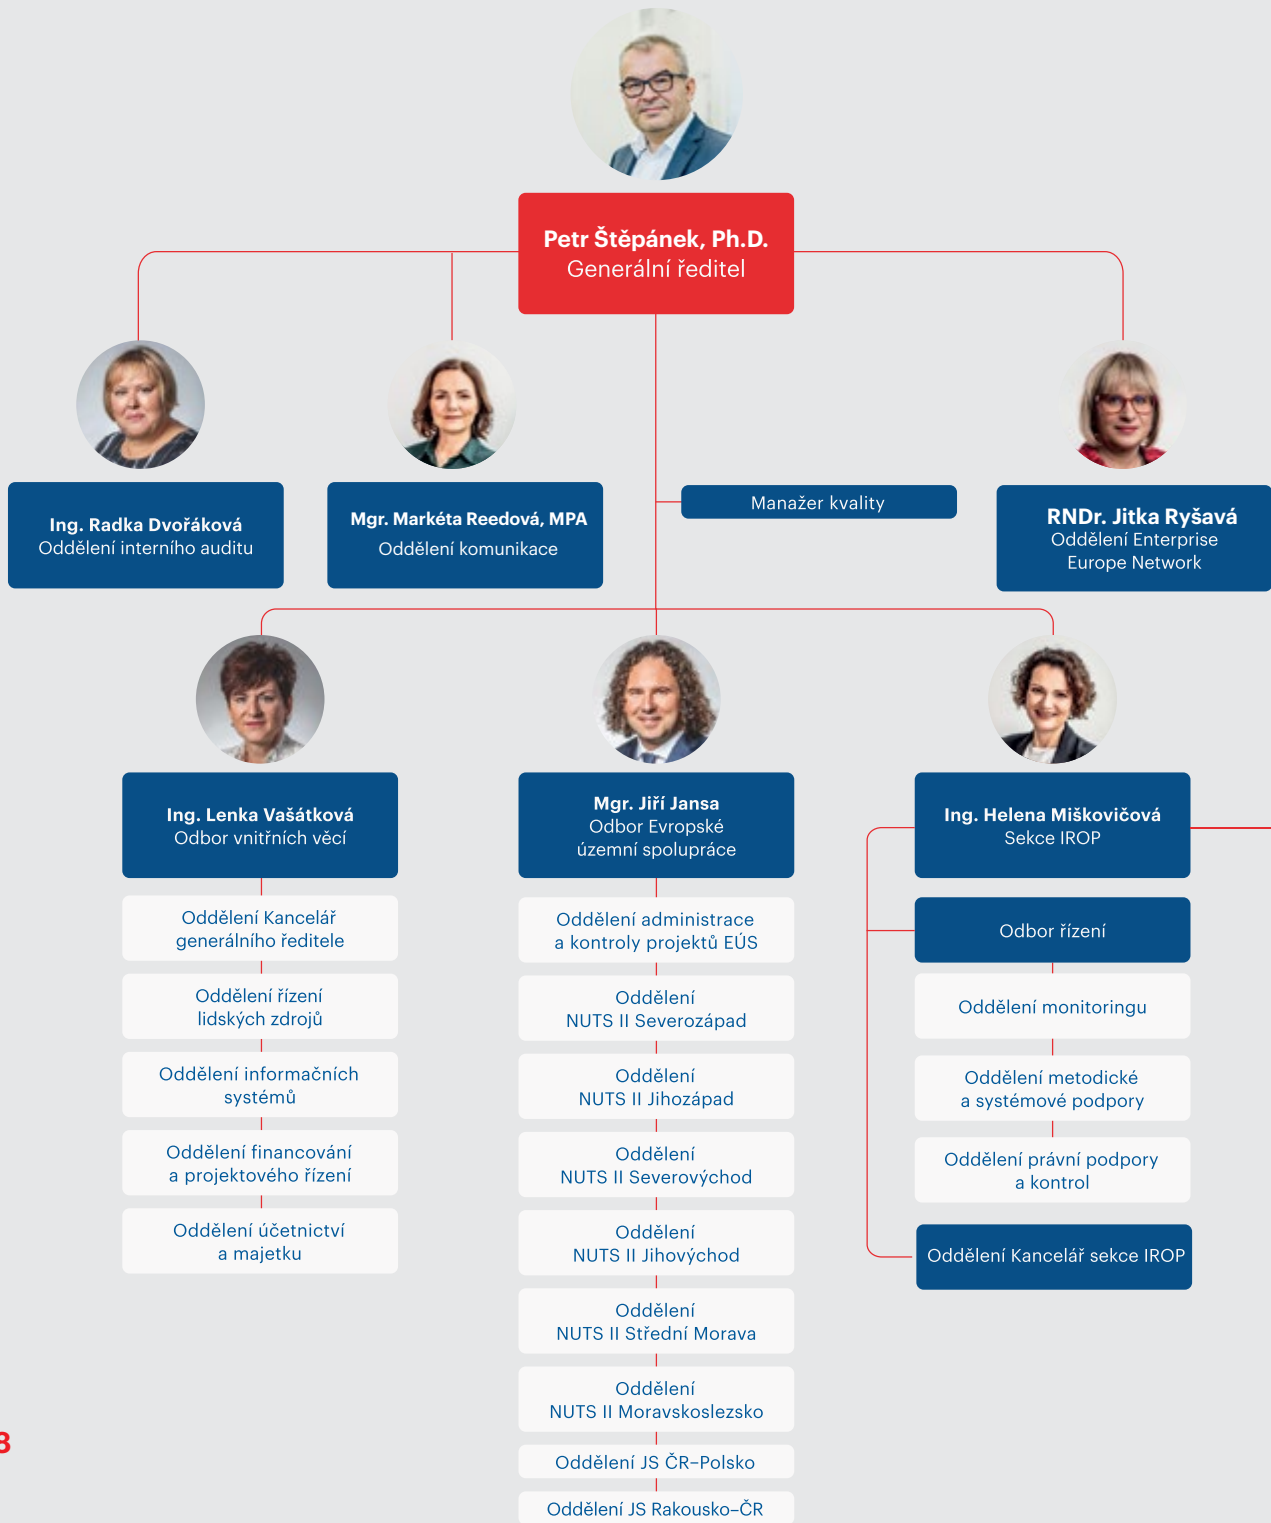 Petr Štěpánek, Ph.D.
Generální ředitel
Ing. Radka Dvořáková
Oddělení interního auditu
Mgr. Markéta Reedová, MPA
Oddělení komunikace
Manažer kvality
RNDr. Jitka Ryšavá
Oddělení Enterprise
Europe Network
Ing. Lenka Vašátková
Odbor vnitřních věcí
Oddělení Kancelář
generálního ředitele
Oddělení řízení
lidských zdrojů
Oddělení informačních
systémů
Oddělení financování
a projektového řízení
Oddělení účetnictví
a majetku
Mgr. Jiří Jansa
Odbor Evropské
územní spolupráce
Oddělení administrace
a kontroly projektů EÚS
Oddělení
NUTS II Severozápad
Oddělení
NUTS II Jihozápad
Oddělení
NUTS II Severovýchod
Oddělení
NUTS II Jihovýchod
Oddělení
NUTS II Střední Morava
Oddělení
NUTS II Moravskoslezsko
Oddělení JS ČR–Polsko
Oddělení JS Rakousko–ČR
Ing. Helena Miškovičová
Sekce IROP
Odbor řízení
Oddělení monitoringu
Oddělení metodické
a systémové podpory
Oddělení právní podpory
a kontrol
Oddělení Kancelář sekce IROP
8